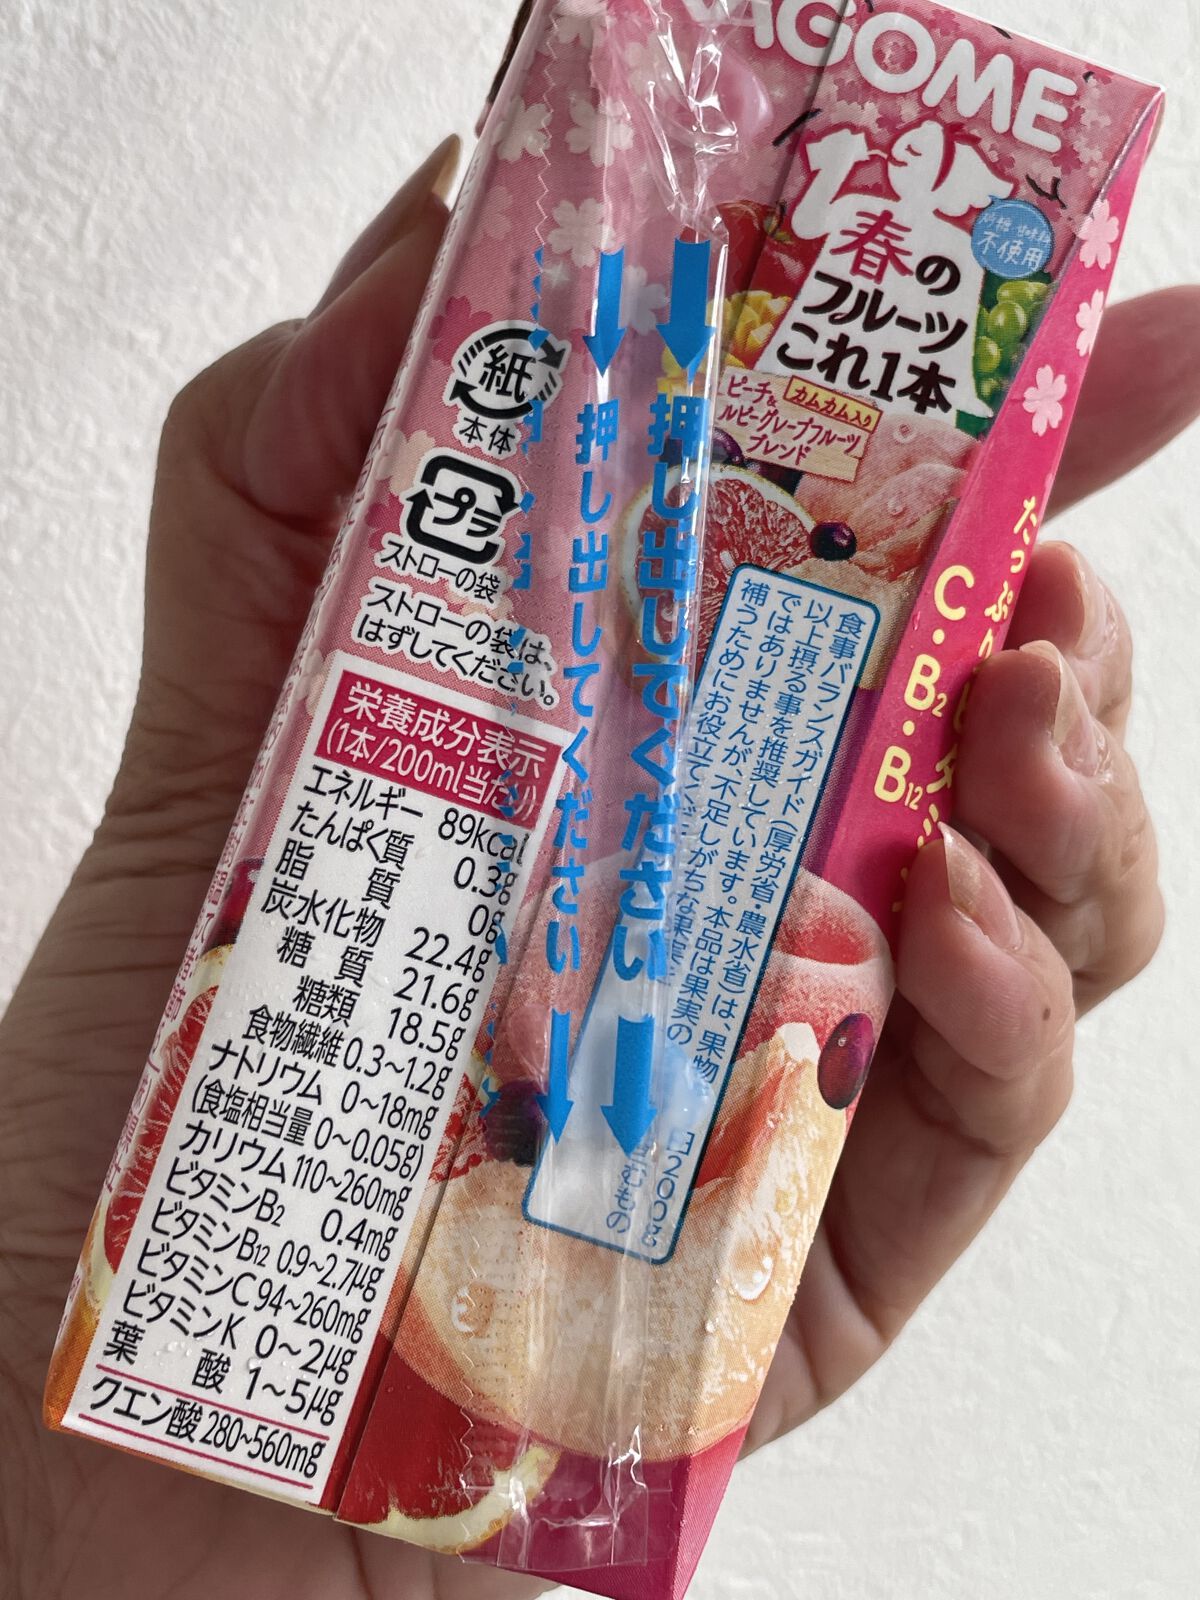 KAGOME
春の
フルーツ
これ1本
不使用
カムカム入り
ピーチ&
ルビーグレープフルーツ
ブレンド
たっぷり
C・B2・B12
紙
本体
プラ
ストローの袋
ストローの袋は、
はずしてください。
押し出してください
押し出してください
食事バランスガイド(厚労省・農水省)は、果物
以上摂る事を推奨しています。本品は果実の
ではありませんが、不足しがちな果実
補うためにお役立てく
日200g
栄養成分表示
(1本/200ml当たり)
エネルギー 89kcal
たんぱく質 0.3g
脂質 0g
炭水化物 22.4g
糖質 21.6g
糖類 18.5g
食物繊維 0.3~1.2g
ナトリウム 0~18mg
(食塩相当量 0~0.05g)
カリウム 110~260mg
ビタミンB2 0.4mg
ビタミンB12 0.9~2.7μg
ビタミンC 94~260mg
ビタミンK 0~2μg
葉酸 1~5μg
クエン酸 280~560mg